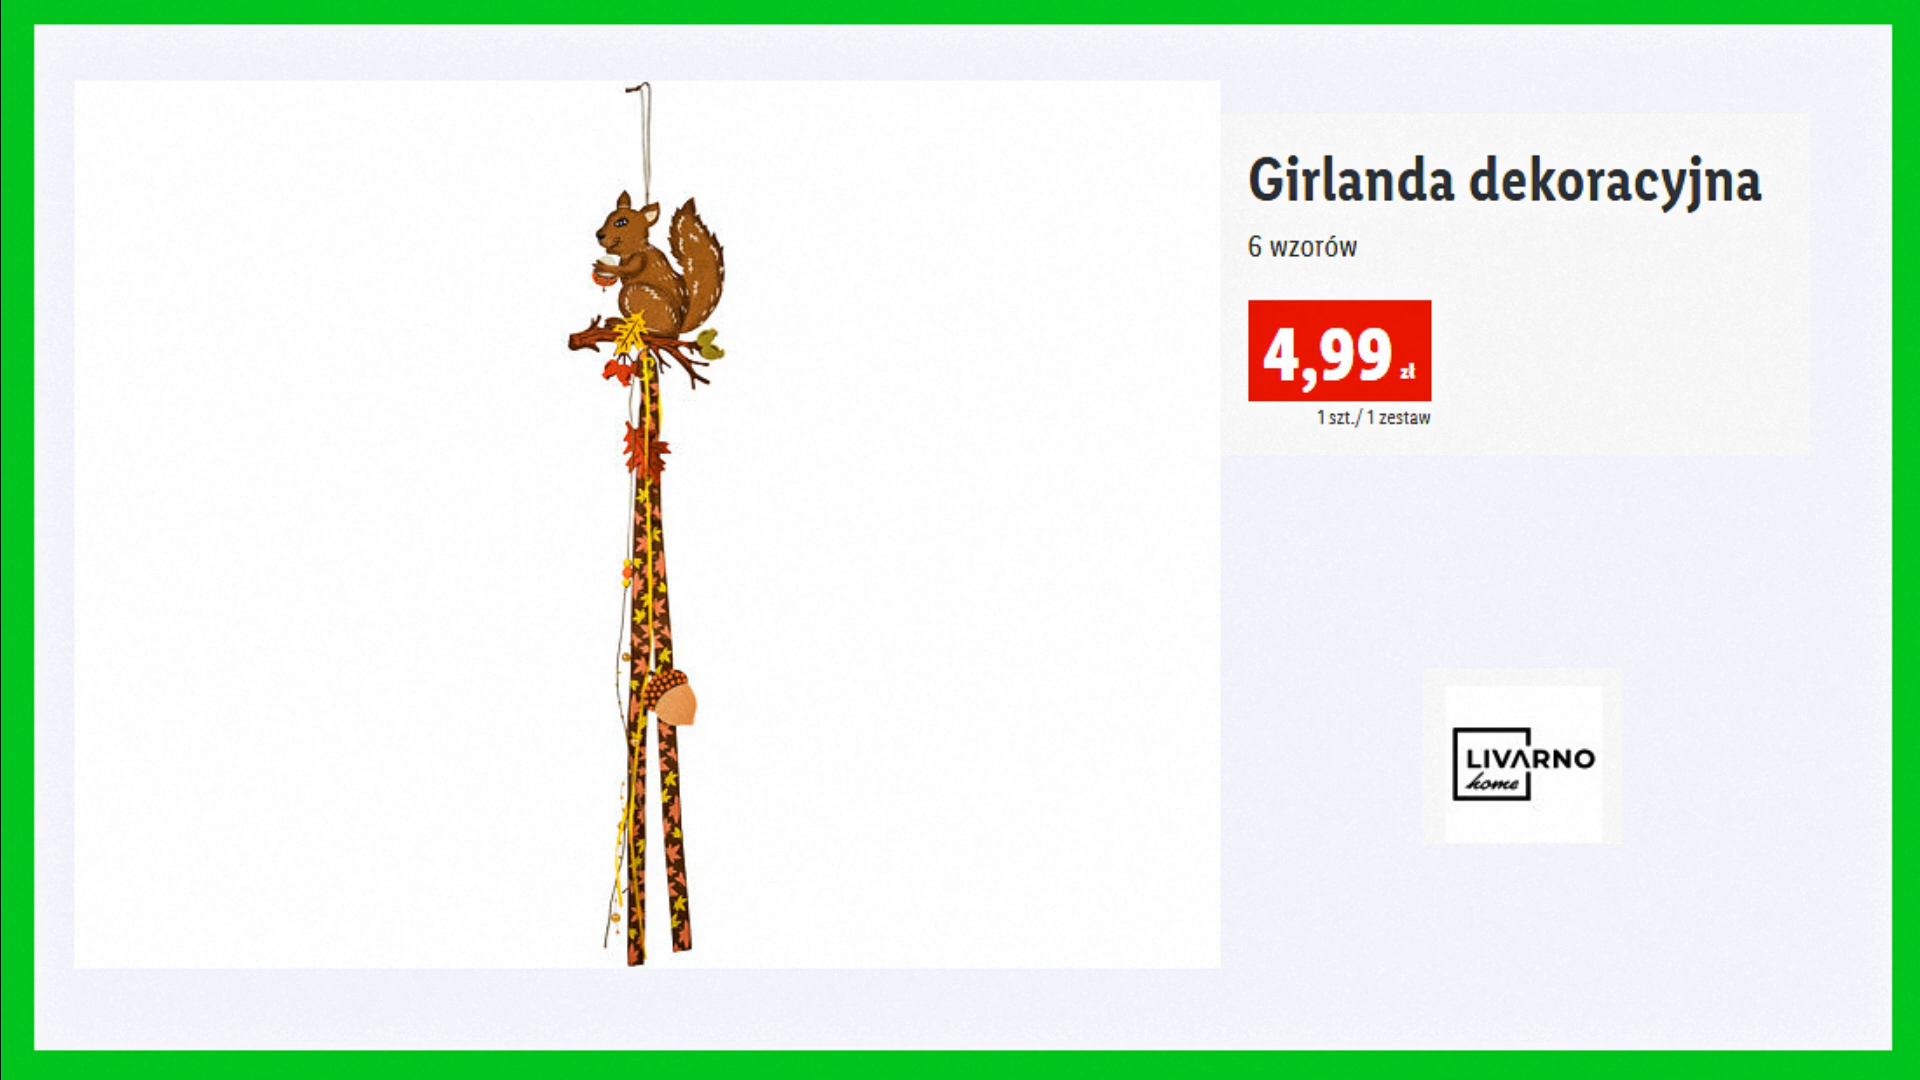 Girlanda dekoracyjna
6 wzorów
4,99 zł
1 szt./ 1 zestaw
LIVARNO
home